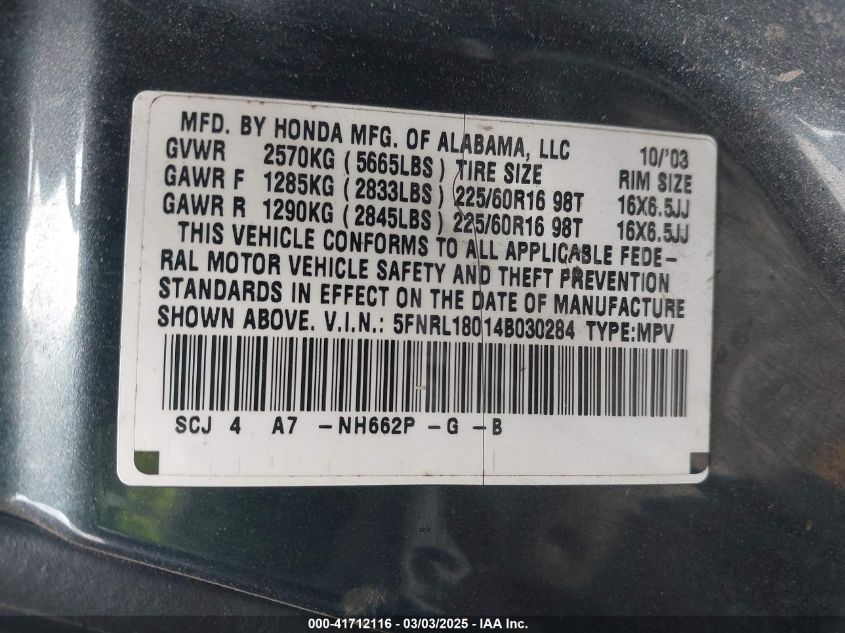 MFD. BY HONDA MFG. OF ALABAMA, LLC 10/'03
GVWR 2570KG (5665LBS) TIRE SIZE RIM SIZE
GAWR F 1285KG (2833LBS) 225/60R16 98T 16X6.5JJ
GAWR R 1290KG (2845LBS) 225/60R16 98T 16X6.5JJ
THIS VEHICLE CONFORMS TO ALL APPLICABLE FEDE-
RAL MOTOR VEHICLE SAFETY AND THEFT PREVENTION
STANDARDS IN EFFECT ON THE DATE OF MANUFACTURE
SHOWN ABOVE. V.I.N.: 5FNRL18014B030284 TYPE:MPV
SCJ 4 A7 -NH662P -G -B
000-41712116 - 03/03/2025 - IAAI.com